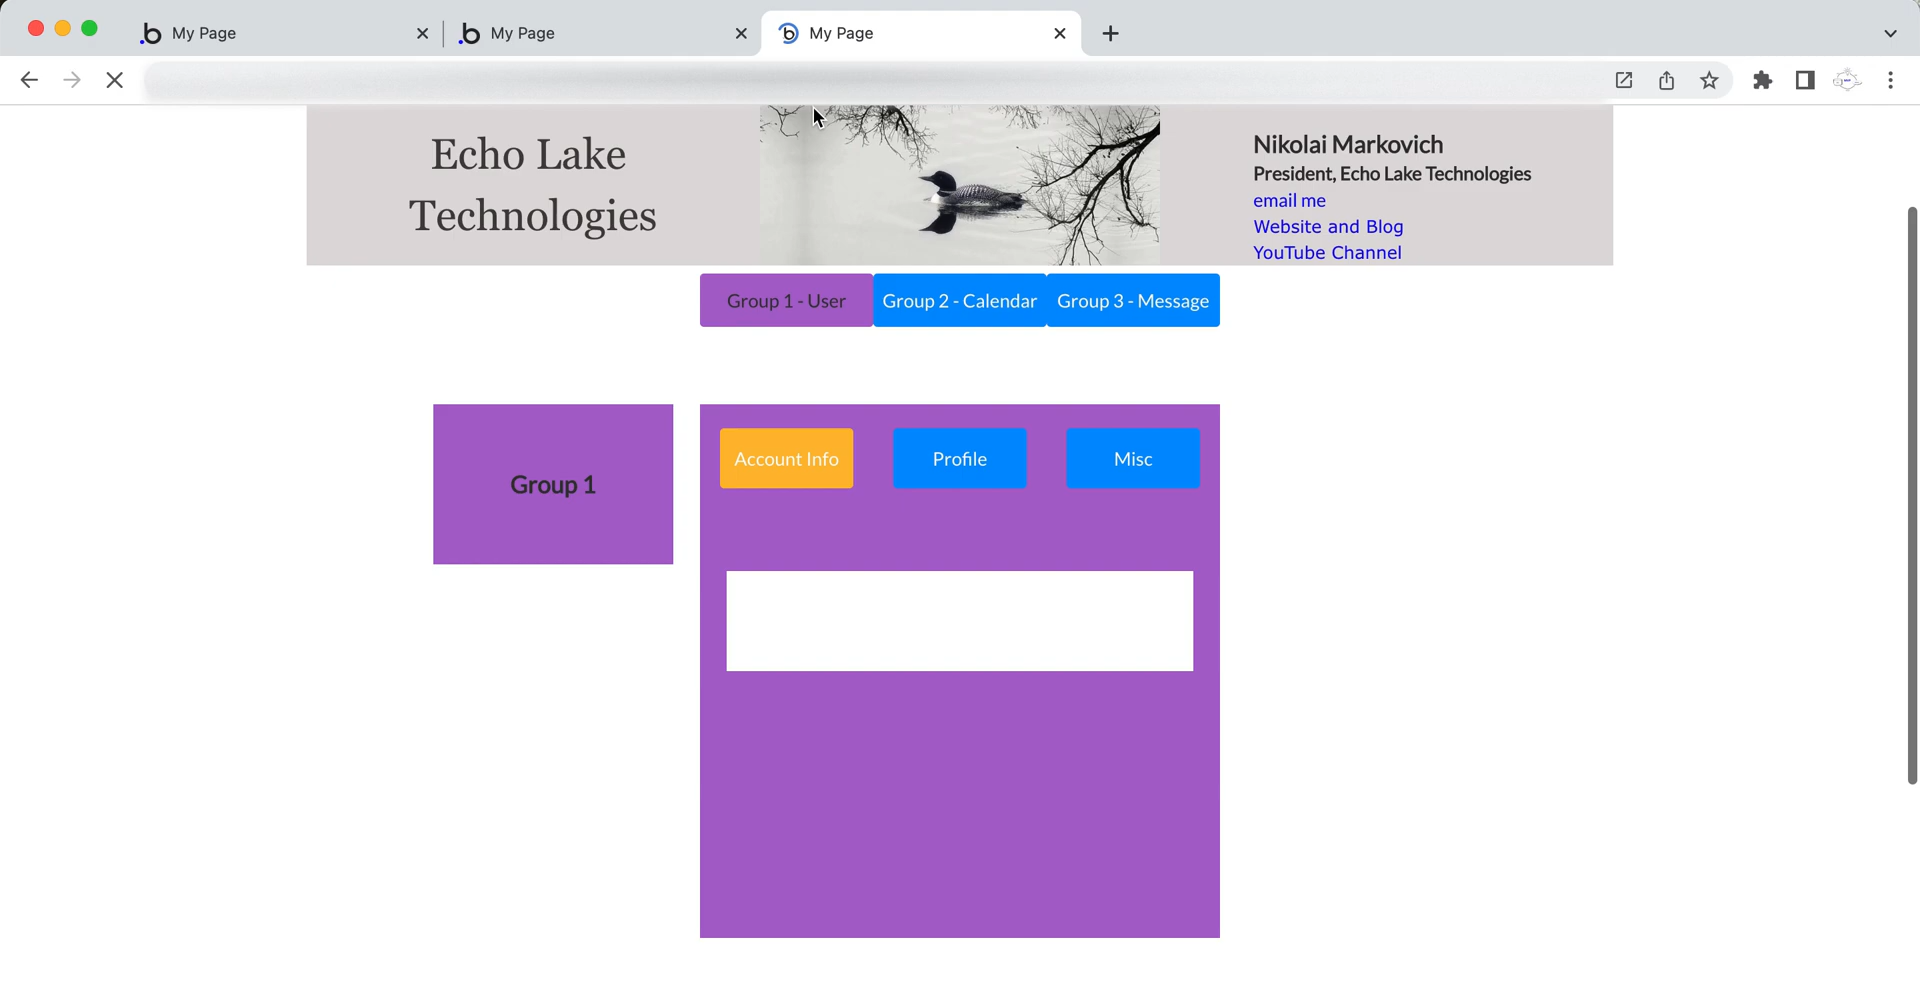 My Page
My Page
My Page
Echo Lake
Technologies
Nikolai Markovich
President, Echo Lake Technologies
email me
Website and Blog
YouTube Channel
Group 1 - User
Group 2 - Calendar
Group 3 - Message
Group 1
Account Info
Profile
Misc